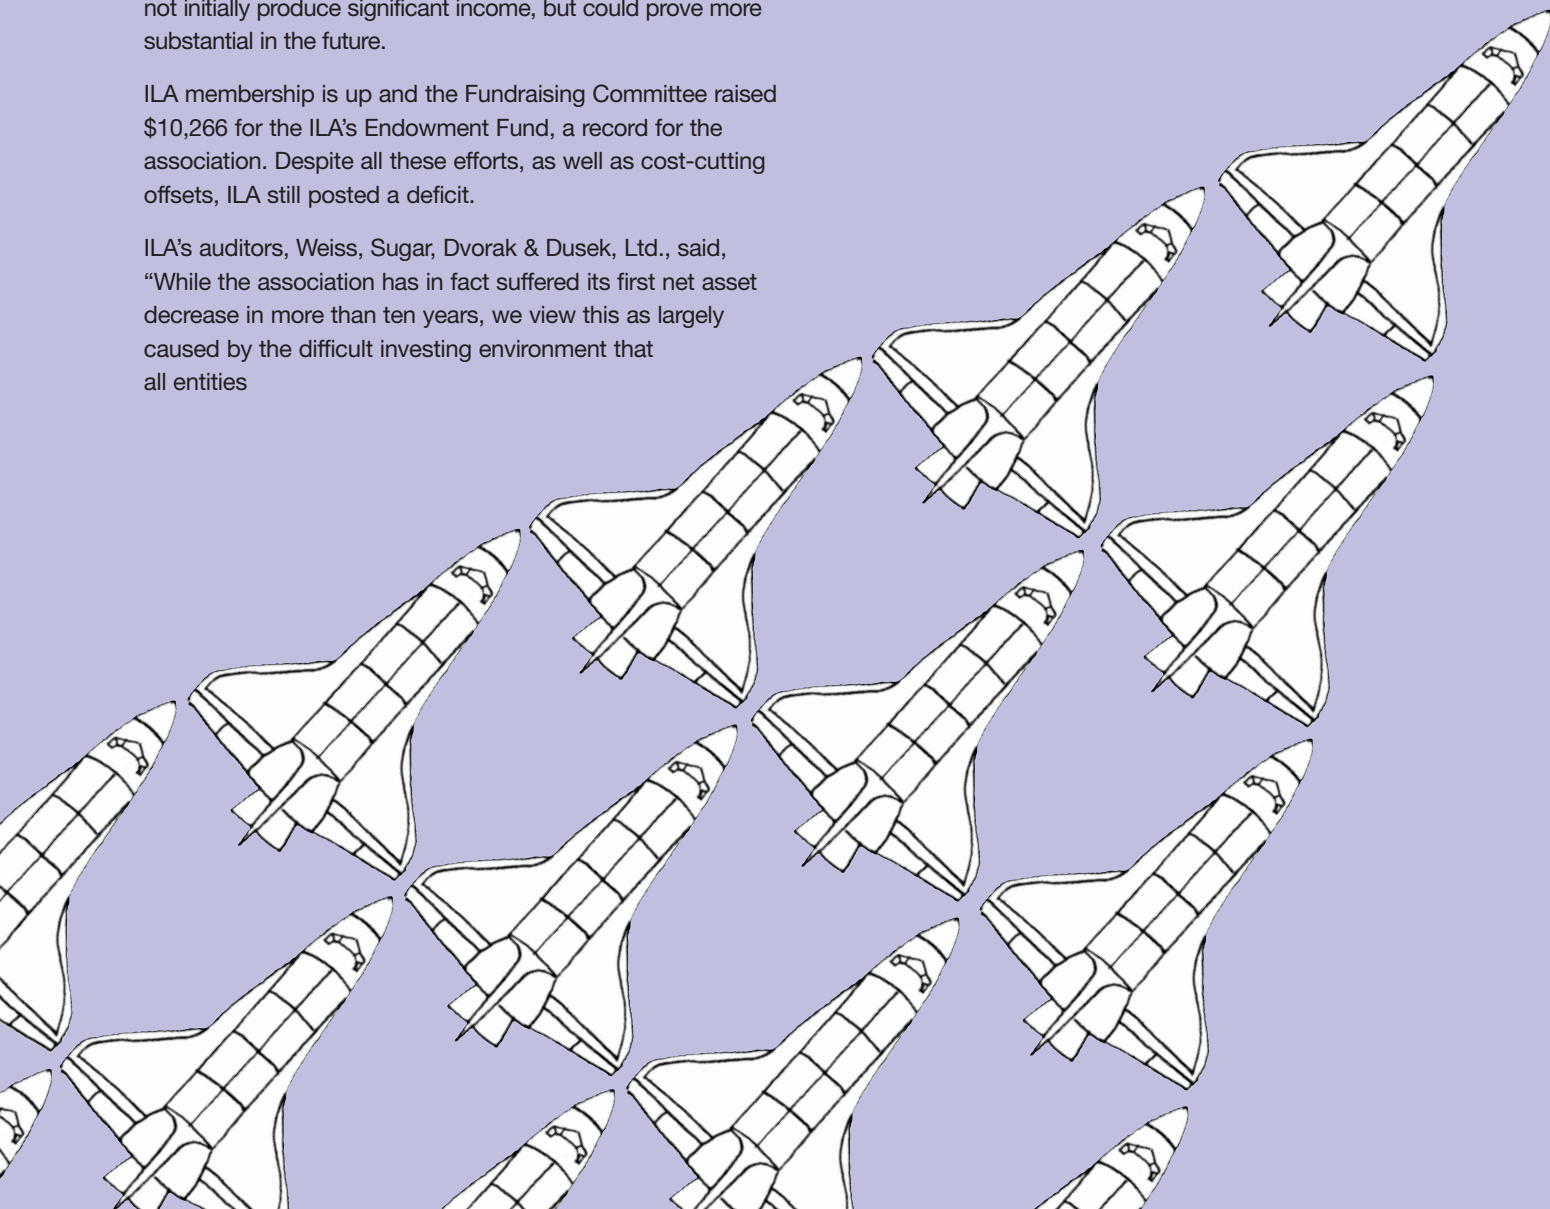 not initially produce significant income, but could prove more
substantial in the future.
ILA membership is up and the Fundraising Committee raised
$10,266 for the ILA’s Endowment Fund, a record for the
association. Despite all these efforts, as well as cost-cutting
offsets, ILA still posted a deficit.
ILA’s auditors, Weiss, Sugar, Dvorak & Dusek, Ltd., said,
“While the association has in fact suffered its first net asset
decrease in more than ten years, we view this as largely
caused by the difficult investing environment that
all entities